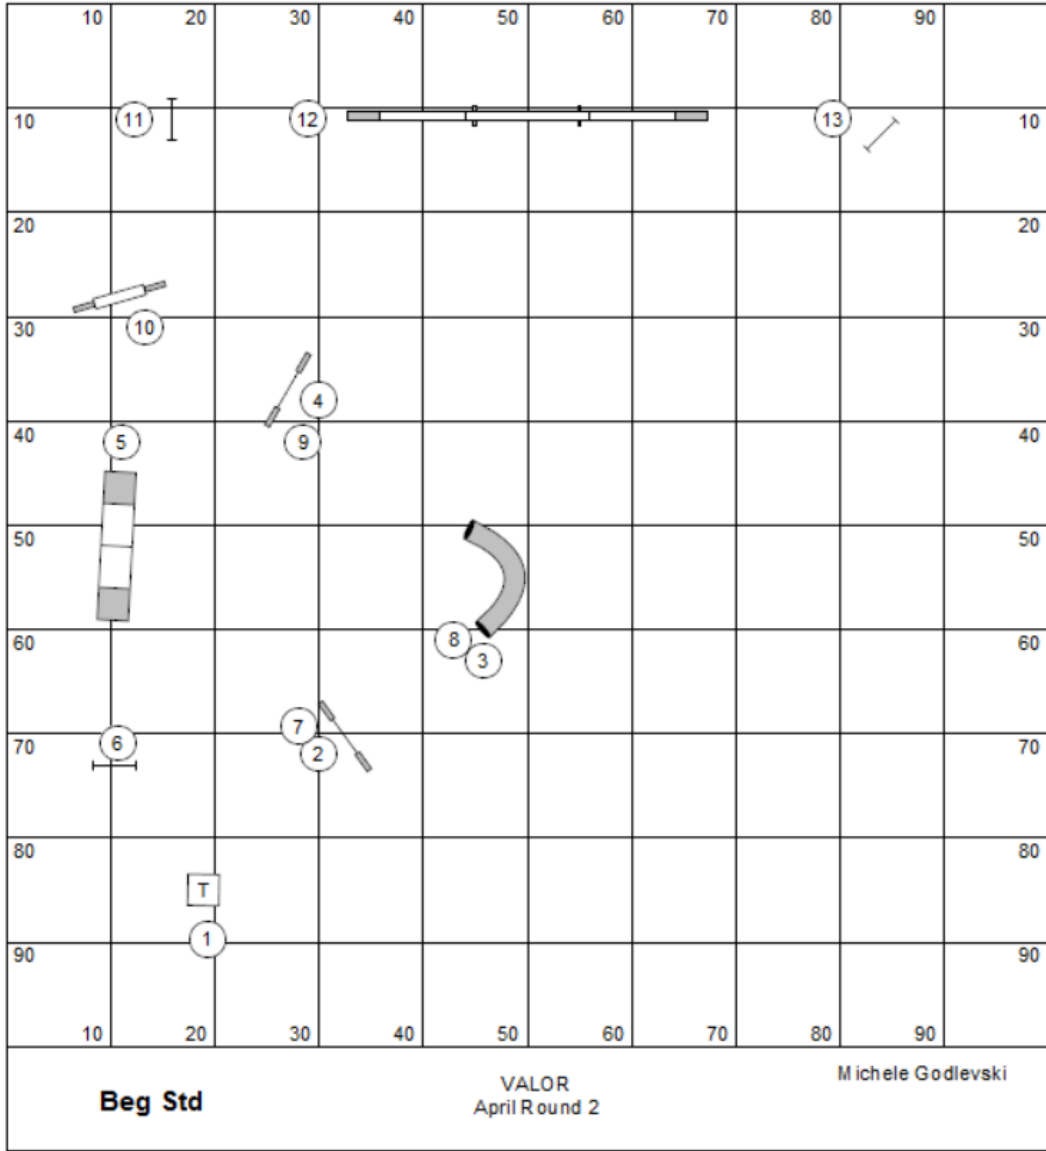 10 20 30 40 50 60 70 80 90
10 11 12 13 10
20 20
10
30 30
4
40 5 9 40
50 50
60 8 3 60
7
70 6 2 70
80 80
T
1
90 90
10 20 30 40 50 60 70 80 90
Beg Std
VALOR
April Round 2
Michele Godlevski